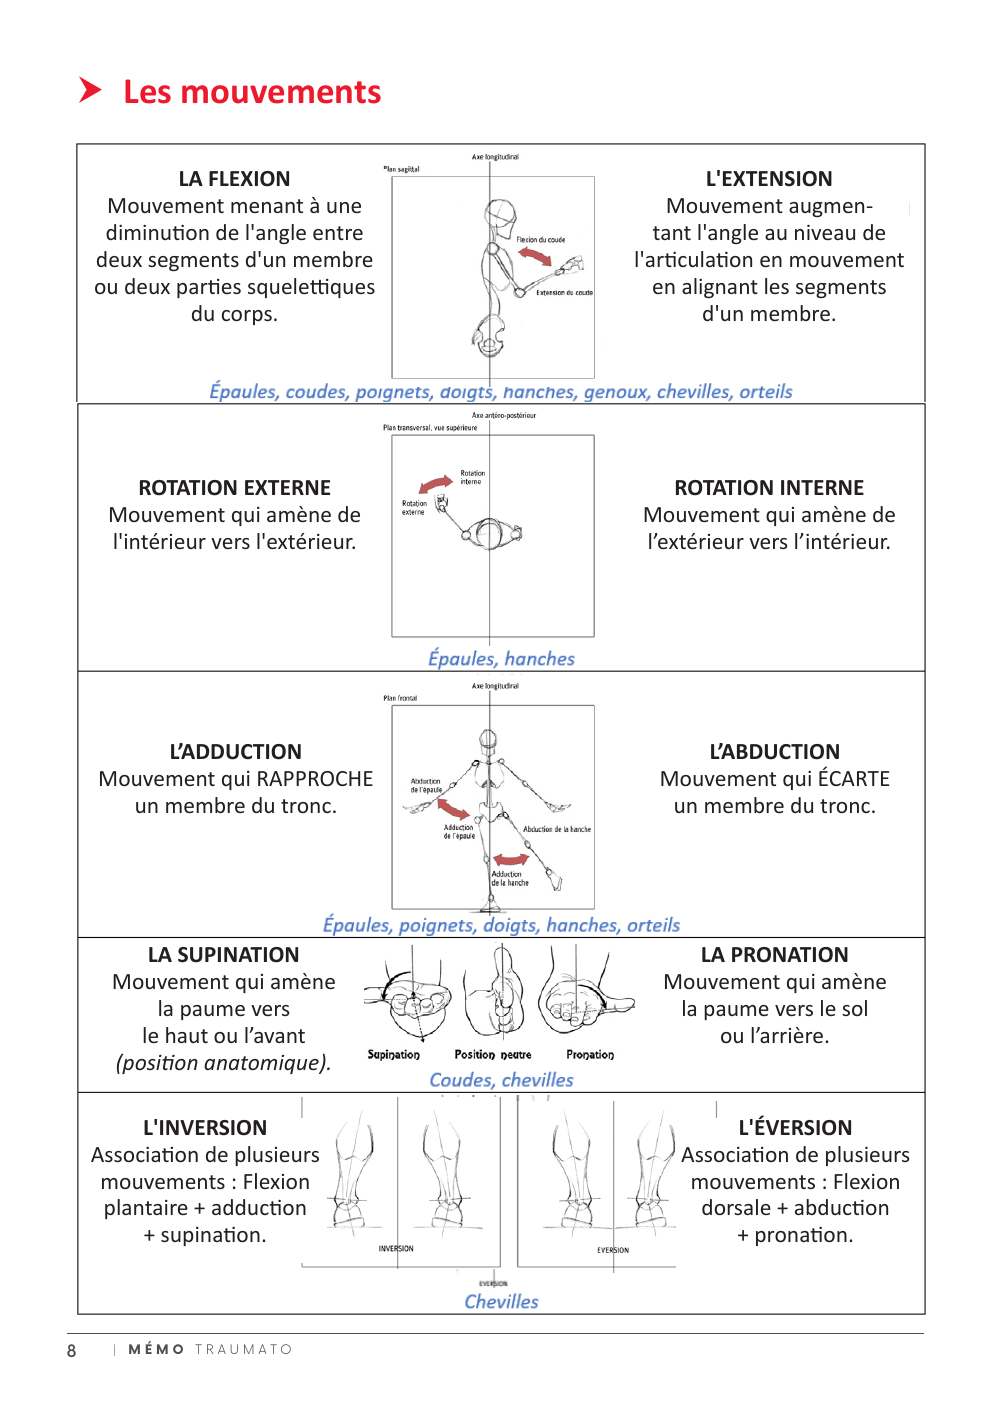 Les mouvements
Axe longitudinal
Plan sagittal
LA FLEXION
Mouvement menant à une
diminution de l'angle entre
deux segments d'un membre
ou deux parties squelettiques
du corps.
Flexion du coude
Extension du coude
L'EXTENSION
Mouvement augmen-
tant l'angle au niveau de
l'articulation en mouvement
en alignant les segments
d'un membre.
Épaules, coudes, poignets, doigts, hanches, genoux, chevilles, orteils
Axe antéro-postérieur
Plan transversal, vue supérieure
ROTATION EXTERNE
Mouvement qui amène de
l'intérieur vers l'extérieur.
Rotation
interne
Rotation
externe
ROTATION INTERNE
Mouvement qui amène de
l’extérieur vers l’intérieur.
Épaules, hanches
Axe longitudinal
Plan frontal
L’ADDUCTION
Mouvement qui RAPPROCHE
un membre du tronc.
Abduction
de l'épaule
Adduction
de l'épaule
Abduction de la hanche
Adduction
de la hanche
L’ABDUCTION
Mouvement qui ÉCARTE
un membre du tronc.
Épaules, poignets, doigts, hanches, orteils
LA SUPINATION
Mouvement qui amène
la paume vers
le haut ou l’avant
(position anatomique).
Supination
Position neutre
Pronation
LA PRONATION
Mouvement qui amène
la paume vers le sol
ou l’arrière.
Coudes, chevilles
L'INVERSION
Association de plusieurs
mouvements : Flexion
plantaire + adduction
+ supination.
INVERSION
EVERSION
L'ÉVERSION
Association de plusieurs
mouvements : Flexion
dorsale + abduction
+ pronation.
EVERSION
Chevilles
8 | MÉMO TRAUMATO